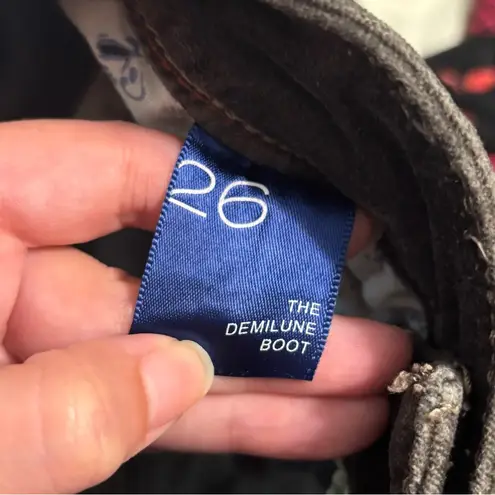 26
THE
DEMILUNE
BOOT